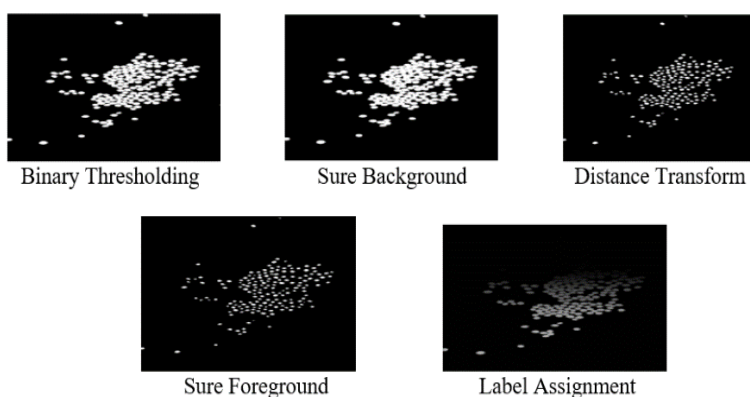 Binary Thresholding
Sure Background
Distance Transform
Sure Foreground
Label Assignment